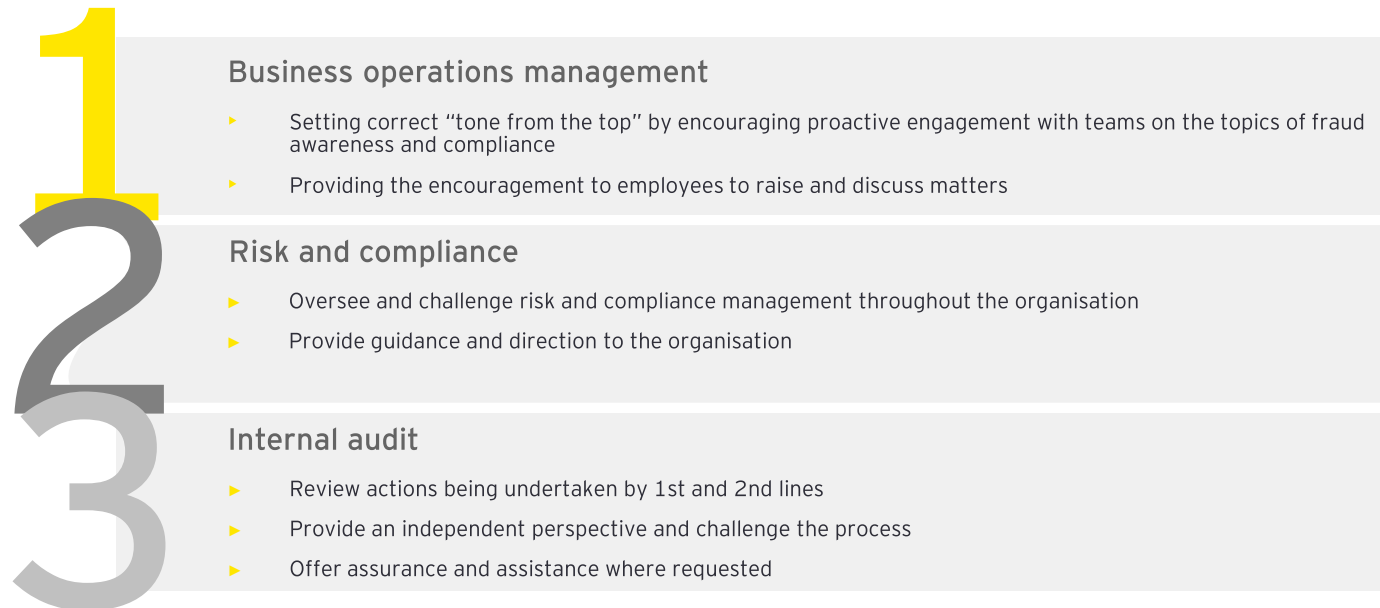 1
Business operations management
Setting correct “tone from the top” by encouraging proactive engagement with teams on the topics of fraud
awareness and compliance
Providing the encouragement to employees to raise and discuss matters
2
Risk and compliance
Oversee and challenge risk and compliance management throughout the organisation
Provide guidance and direction to the organisation
3
Internal audit
Review actions being undertaken by 1st and 2nd lines
Provide an independent perspective and challenge the process
Offer assurance and assistance where requested